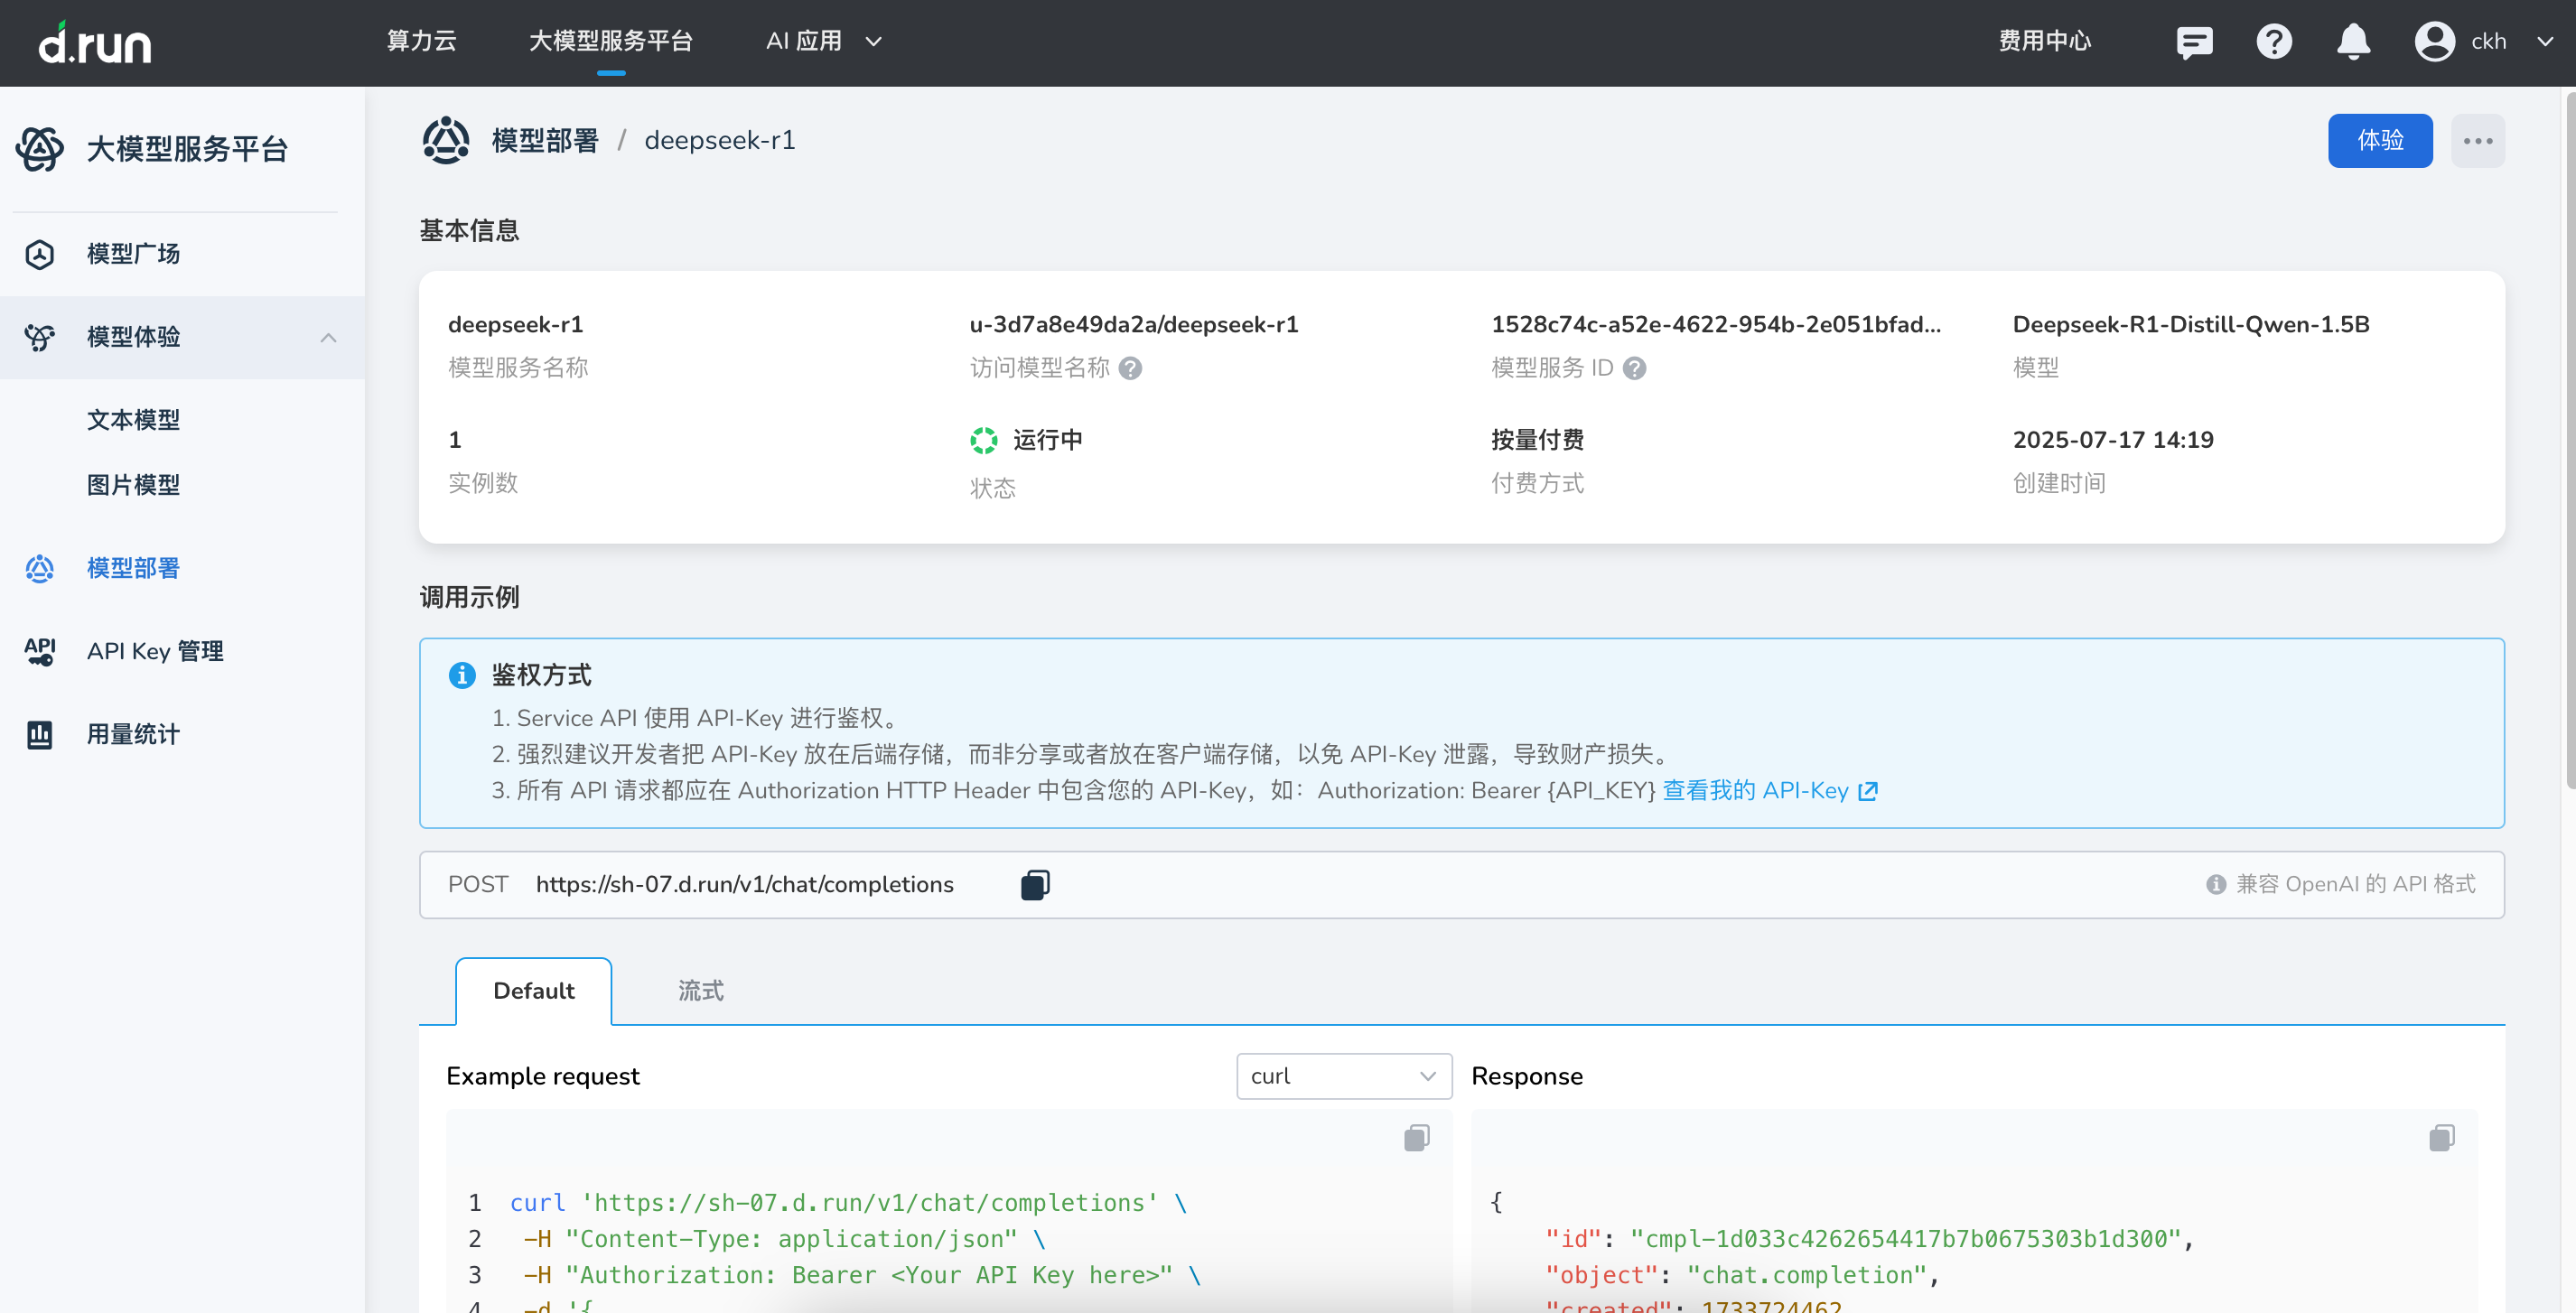 d.run
算力云
大模型服务平台
AI 应用
费用中心
ckh
大模型服务平台
模型广场
模型体验
文本模型
图片模型
模型部署
API Key 管理
用量统计
模型部署 / deepseek-r1
体验
基本信息
deepseek-r1
模型服务名称
u-3d7a8e49da2a/deepseek-r1
访问模型名称
1528c74c-a52e-4622-954b-2e051bfad...
模型服务 ID
Deepseek-R1-Distill-Qwen-1.5B
模型
1
实例数
运行中
状态
按量付费
付费方式
2025-07-17 14:19
创建时间
调用示例
鉴权方式
1. Service API 使用 API-Key 进行鉴权。
2. 强烈建议开发者把 API-Key 放在后端存储，而非分享或者放在客户端存储，以免 API-Key 泄露，导致财产损失。
3. 所有 API 请求都应在 Authorization HTTP Header 中包含您的 API-Key，如：Authorization: Bearer {API_KEY} 查看我的 API-Key
POST https://sh-07.d.run/v1/chat/completions
兼容 OpenAI 的 API 格式
Default
流式
Example request
curl
1 curl 'https://sh-07.d.run/v1/chat/completions' \
2 -H "Content-Type: application/json" \
3 -H "Authorization: Bearer <Your API Key here>" \
4 -d '{
Response
{
"id": "cmpl-1d033c4262654417b7b0675303b1d300",
"object": "chat.completion",
"created": 1733724462